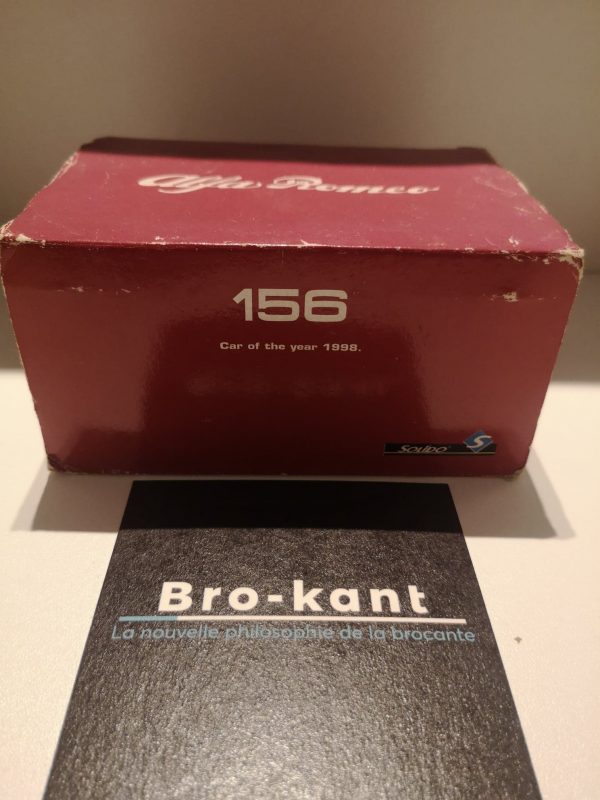 Alfa Romeo
156
Car of the year 1998.
SOLIDO S
Bro-kant
La nouvelle philosophie de la brocante